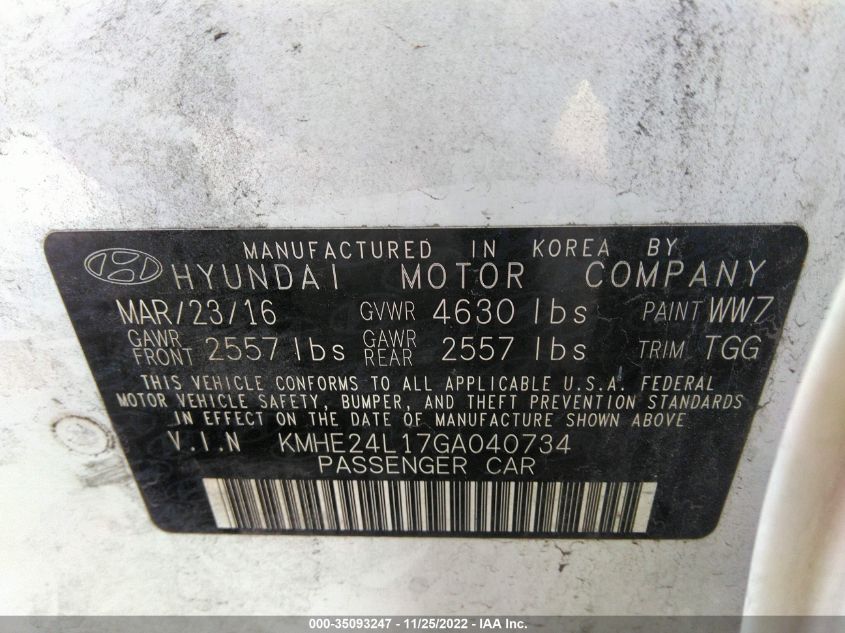 MANUFACTURED IN KOREA BY
HYUNDAI MOTOR COMPANY
MAR/23/16 GVWR 4630 lbs PAINT WW7
GAWR FRONT 2557 lbs GAWR REAR 2557 lbs TRIM TGG
THIS VEHICLE CONFORMS TO ALL APPLICABLE U.S.A. FEDERAL
MOTOR VEHICLE SAFETY, BUMPER, AND THEFT PREVENTION STANDARDS
IN EFFECT ON THE DATE OF MANUFACTURE SHOWN ABOVE
V.I.N KMHE24L17GA040734
PASSENGER CAR
000-35093247 - 11/25/2022 - IAA Inc.